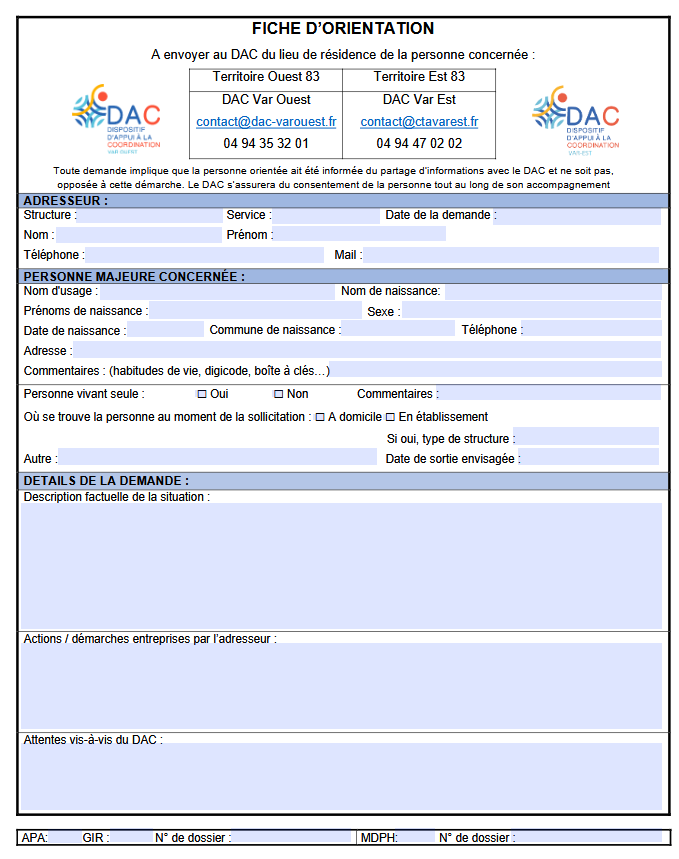 FICHE D'ORIENTATION
A envoyer au DAC du lieu de résidence de la personne concernée :
Territoire Ouest 83 Territoire Est 83
DAC Var Ouest DAC Var Est
contact@dac-varouest.fr contact@ctavarest.fr
04 94 35 32 01 04 94 47 02 02
DAC
DISPOSITIF
D'APPUI À LA
COORDINATION
VAR OUEST
DAC
DISPOSITIF
D'APPUI À LA
COORDINATION
VAR EST
Toute demande implique que la personne orientée ait été informée du partage d'informations avec le DAC et ne soit pas,
opposée à cette démarche. Le DAC s'assurera du consentement de la personne tout au long de son accompagnement
ADRESSEUR :
Structure : Service : Date de la demande :
Nom : Prénom :
Téléphone : Mail :
PERSONNE MAJEURE CONCERNÉE :
Nom d'usage : Nom de naissance:
Prénoms de naissance : Sexe :
Date de naissance : Commune de naissance : Téléphone :
Adresse :
Commentaires : (habitudes de vie, digicode, boîte à clés…)
Personne vivant seule : ☐ Oui ☐ Non Commentaires :
Où se trouve la personne au moment de la sollicitation : ☐ A domicile ☐ En établissement
Si oui, type de structure :
Autre : Date de sortie envisagée :
DETAILS DE LA DEMANDE :
Description factuelle de la situation :
Actions / démarches entreprises par l'adresseur :
Attentes vis-à-vis du DAC :
APA: GIR : N° de dossier : MDPH: N° de dossier :